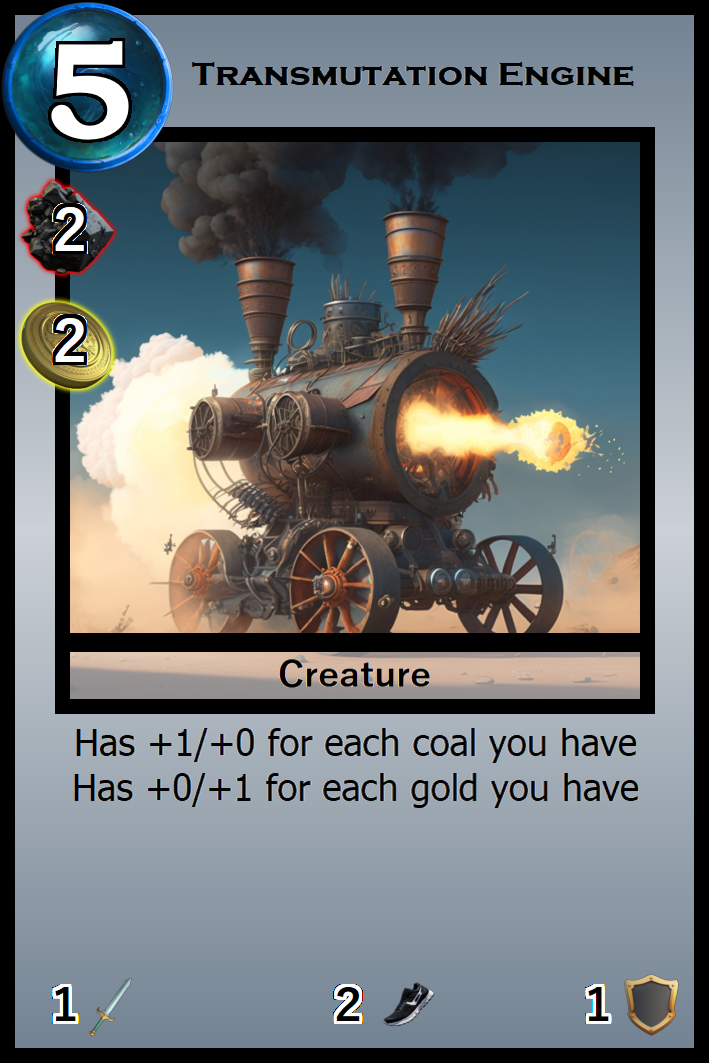 5
Transmutation Engine
2
2
Creature
Has +1/+0 for each coal you have
Has +0/+1 for each gold you have
1
2
1